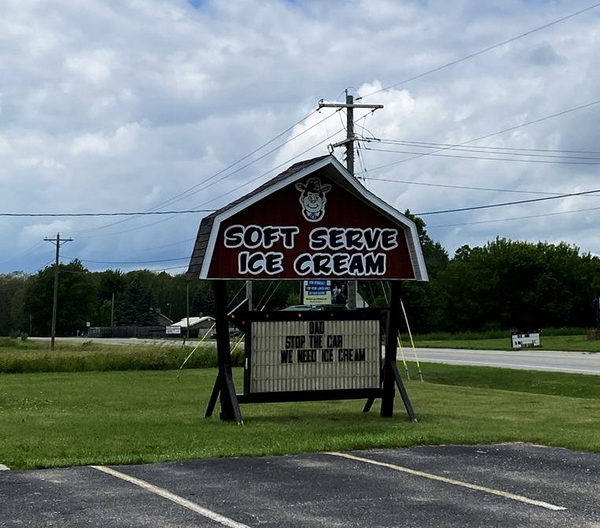 SOFT SERVE
ICE CREAM
DAD
STOP THE CAR
WE NEED ICE CREAM